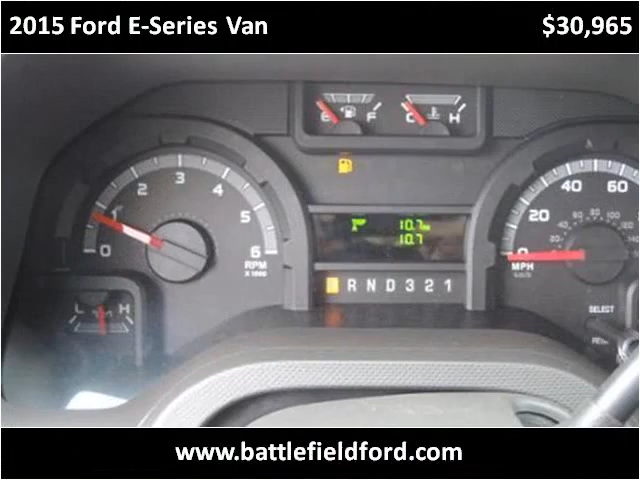 2015 Ford E-Series Van $30,965
E F C H
3
2 4
1 5
0 6
RPM
X 1000
L H
10.7
10.7
R N D 3 2 1
40 60
20
0
MPH
SELECT
www.battlefieldford.com